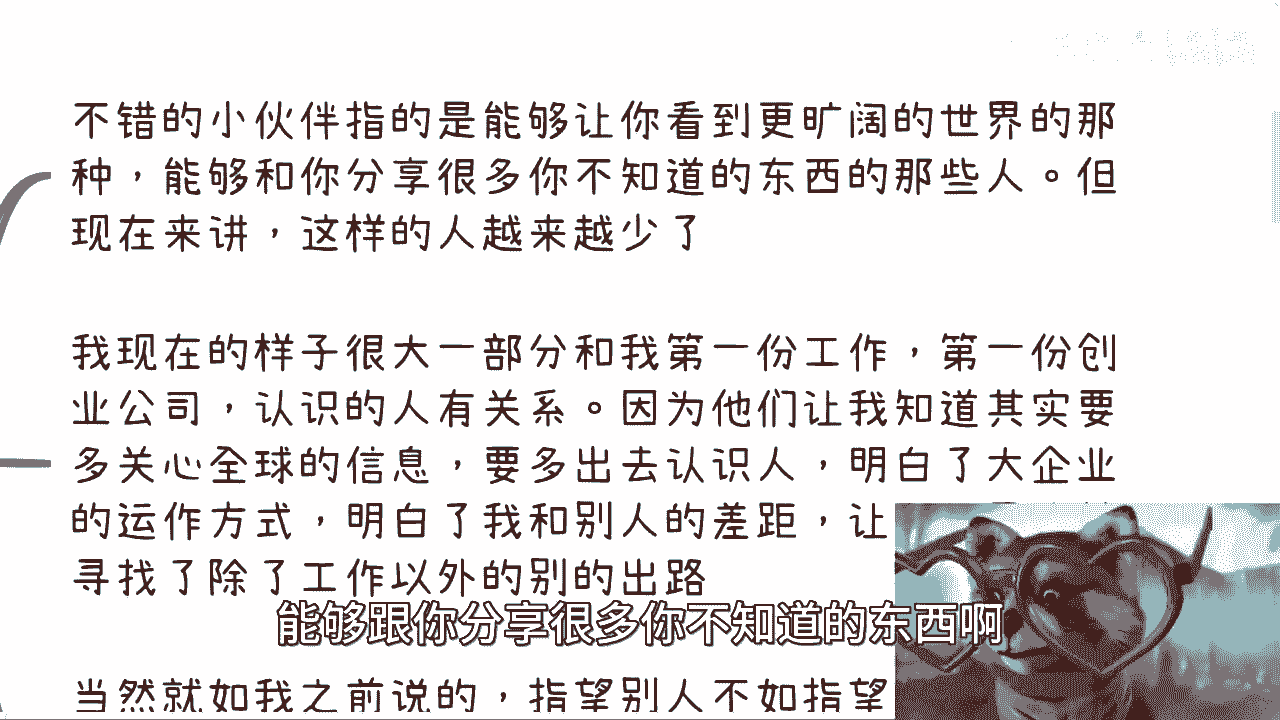 不错的小伙伴指的是能够让你看到更旷阔的世界的那
种，能够和你分享很多你不知道的东西的那些人。但
现在来讲，这样的人越来越少了
我现在的样子很大一部分和我第一份工作，第一份创
业公司，认识的人有关系。因为他们让我知道其实要
多关心全球的信息，要多出去认识人，明白了大企业
的运作方式，明白了我和别人的差距，让
寻找了除了工作以外的别的出路
能够跟你分享很多你不知道的东西啊
当然就如我之前说的，指望别人不如指望